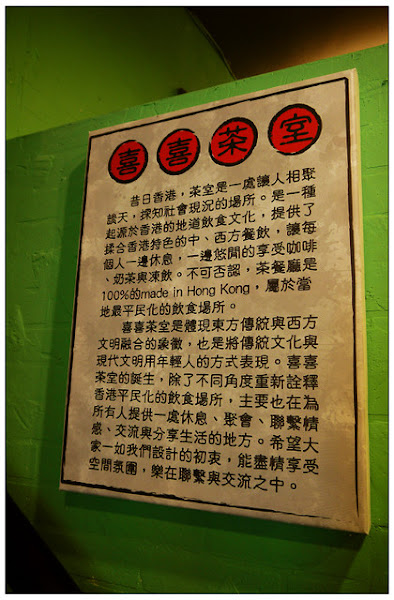 喜喜茶堂
昔日香港，茶堂是一處讓人相聚
談天，探知社會現況的場所。是一種
起源於香港的地道飲食文化，提供了
揉合香港特色的中、西方餐飲，讓每
個人一邊休息，一邊悠閒的享受咖啡
、奶茶與凍飲。不可否認，茶餐廳是
100%的made in Hong Kong，屬於當
地最平民化的飲食場所。
喜喜茶堂是體現東方傳統與西方
文明融合的象徵，也是將傳統文化與
現代文明用年輕人的方式表現。喜喜
茶堂的誕生，除了不同角度重新詮釋
香港平民化的飲食場所，主要也在為
所有人提供一處休息、聚會、聯繫情
感、交流與分享生活的地方。希望大
家一如我們設計的初衷，能盡情享受
空間氛圍，樂在聯繫與交流之中。